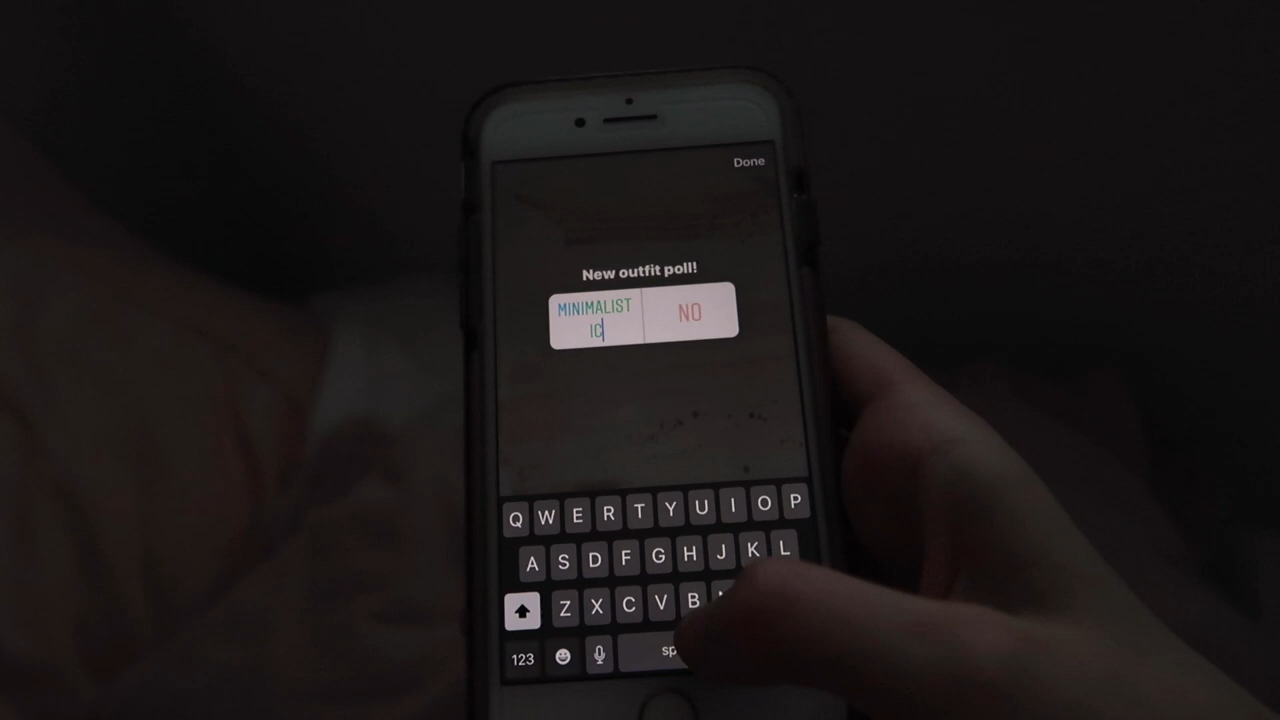 Done
New outfit poll!
MINIMALIST
IC
NO
Q W E R T Y U I O P
A S D F G H J K L
Z X C V B
123